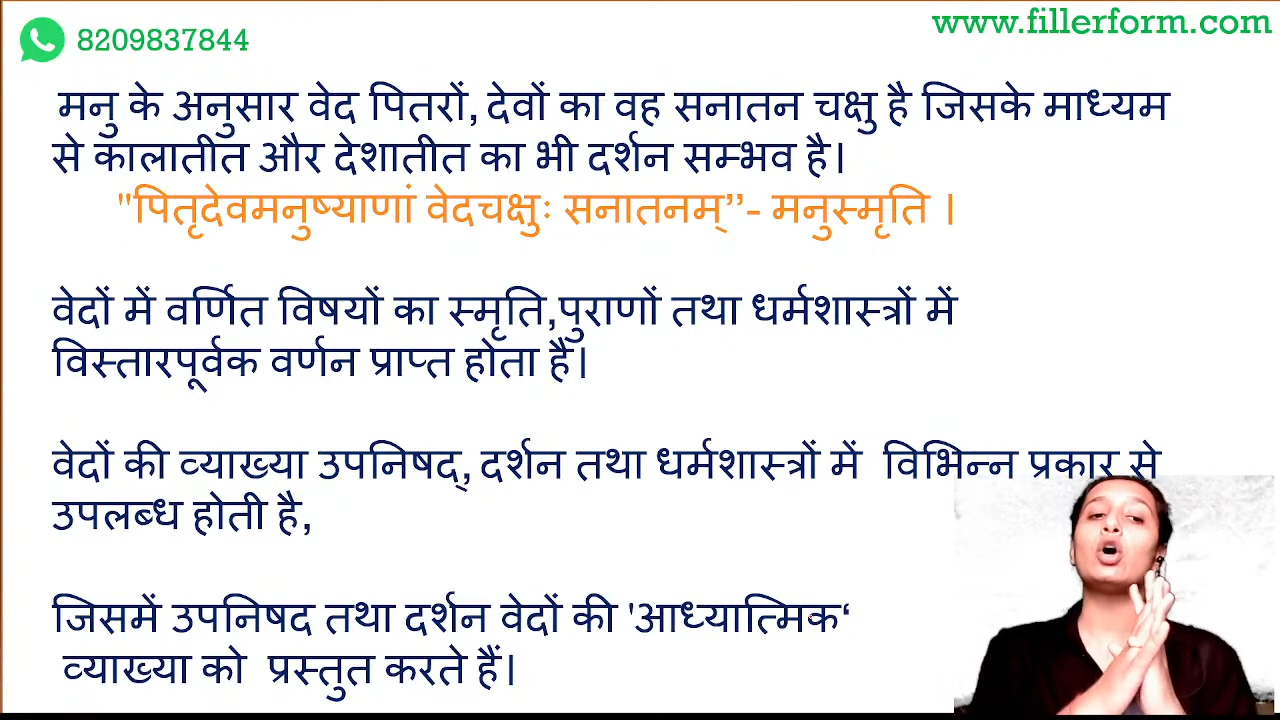 8209837844
www.fillerform.com
मनु के अनुसार वेद पितरों, देवों का वह सनातन चक्षु है जिसके माध्यम
से कालातीत और देशातीत का भी दर्शन सम्भव है।
"पितृदेवमनुष्याणां वेदचक्षुः सनातनम्”- मनुस्मृति ।
वेदों में वर्णित विषयों का स्मृति,पुराणों तथा धर्मशास्त्रों में
विस्तारपूर्वक वर्णन प्राप्त होता है।
वेदों की व्याख्या उपनिषद्, दर्शन तथा धर्मशास्त्रों में विभिन्न प्रकार से
उपलब्ध होती है,
जिसमें उपनिषद तथा दर्शन वेदों की 'आध्यात्मिक‘
व्याख्या को प्रस्तुत करते हैं।